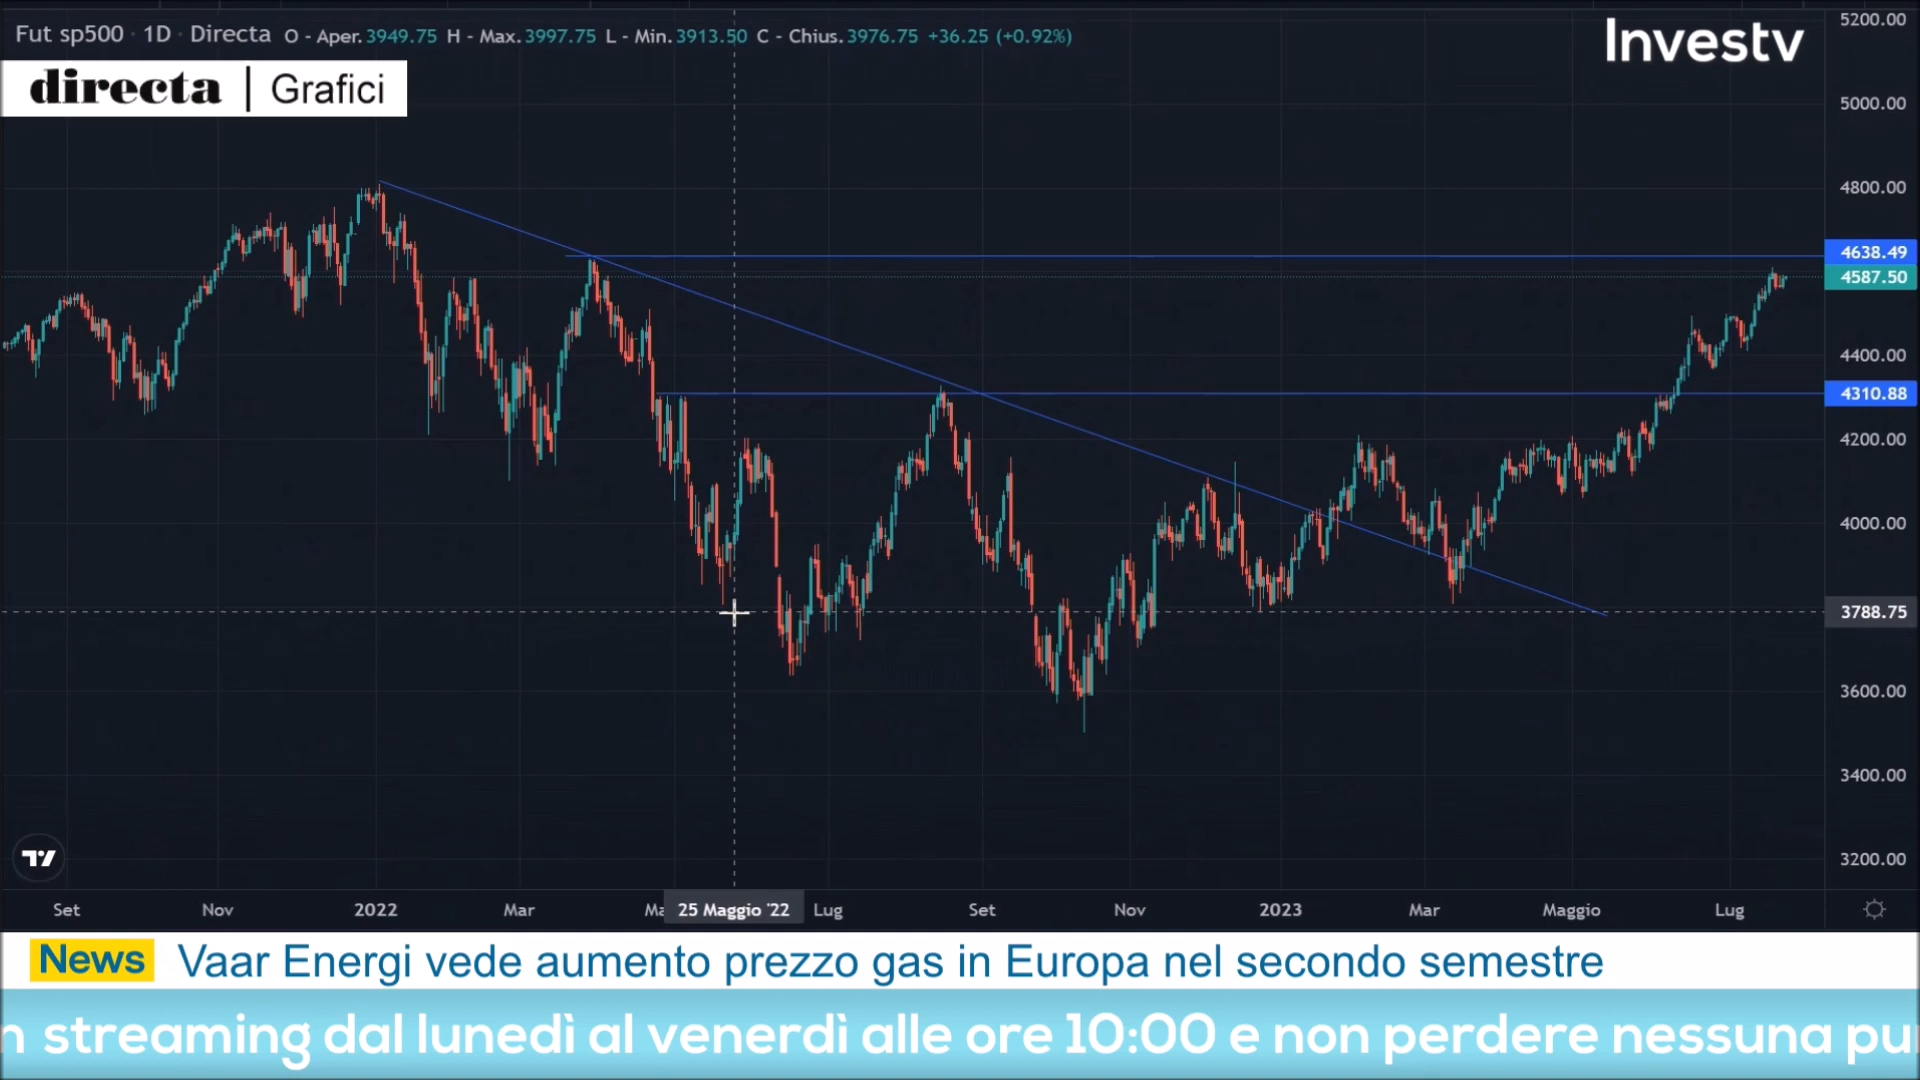 Fut sp500 · 1D · Directa O - Aper.3949.75 H - Max.3997.75 L - Min.3913.50 C - Chius.3976.75 +36.25 (+0.92%)
Investv
directa | Grafici
5200.00
5000.00
4800.00
4638.49
4587.50
4400.00
4310.88
4200.00
4000.00
3788.75
3600.00
3400.00
3200.00
Set Nov 2022 Mar 25 Maggio '22 Lug Set Nov 2023 Mar Maggio Lug
News Vaar Energi vede aumento prezzo gas in Europa nel secondo semestre
n streaming dal lunedì al venerdì alle ore 10:00 e non perdere nessuna pu